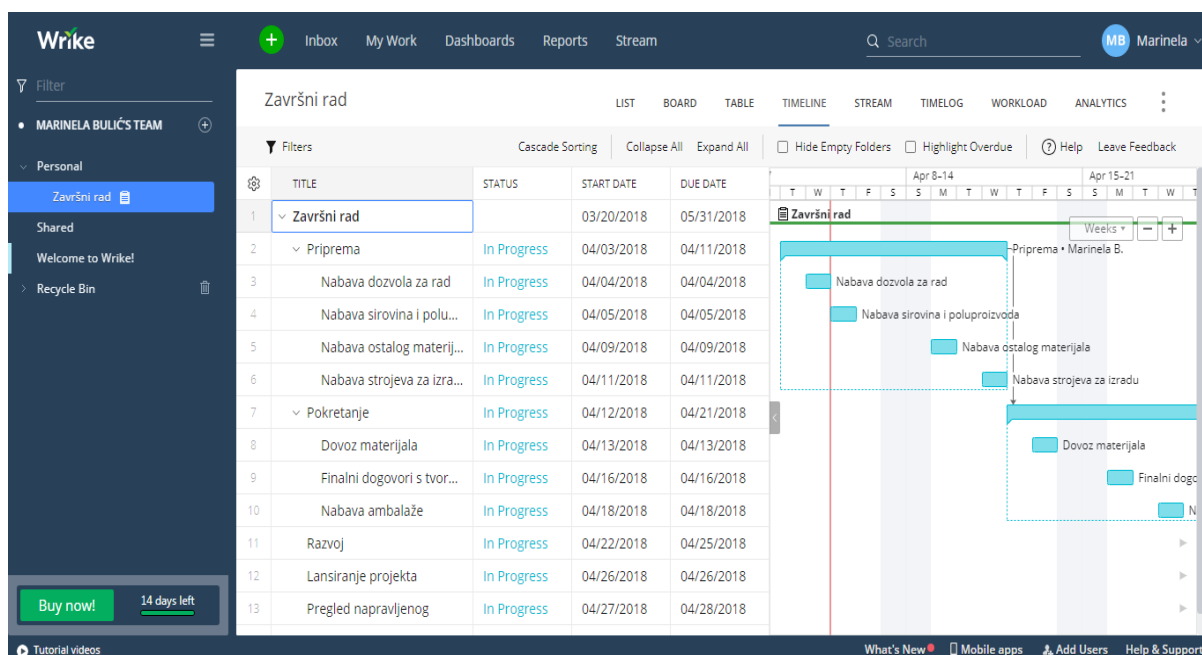 Wrike
Inbox My Work Dashboards Reports Stream
Search
MB Marinela
Filter
MARINELA BULIĆ'S TEAM
Personal
Završni rad
Shared
Welcome to Wrike!
Recycle Bin
Buy now! 14 days left
Završni rad
LIST BOARD TABLE TIMELINE STREAM TIMELOG WORKLOAD ANALYTICS
Filters Cascade Sorting Collapse All Expand All Hide Empty Folders Highlight Overdue ? Help Leave Feedback
TITLE STATUS START DATE DUE DATE
1 Završni rad 03/20/2018 05/31/2018
2 Priprema In Progress 04/03/2018 04/11/2018
3 Nabava dozvola za rad In Progress 04/04/2018 04/04/2018
4 Nabava sirovina i polu... In Progress 04/05/2018 04/05/2018
5 Nabava ostalog materij... In Progress 04/09/2018 04/09/2018
6 Nabava strojeva za izra... In Progress 04/11/2018 04/11/2018
7 Pokretanje In Progress 04/12/2018 04/21/2018
8 Dovoz materijala In Progress 04/13/2018 04/13/2018
9 Finalni dogovori s tvor... In Progress 04/16/2018 04/16/2018
10 Nabava ambalaže In Progress 04/18/2018 04/18/2018
11 Razvoj In Progress 04/22/2018 04/25/2018
12 Lansiranje projekta In Progress 04/26/2018 04/26/2018
13 Pregled napravljenog In Progress 04/27/2018 04/28/2018
Apr 8–14 Apr 15–21
T W T F S S M T W T F S S M T W T
Završni rad
Weeks − +
Priprema • Marinela B.
Nabava dozvola za rad
Nabava sirovina i poluproizvoda
Nabava ostalog materijala
Nabava strojeva za izradu
Dovoz materijala
Finalni dogo
N
Tutorial videos What's New Mobile apps Add Users Help & Support